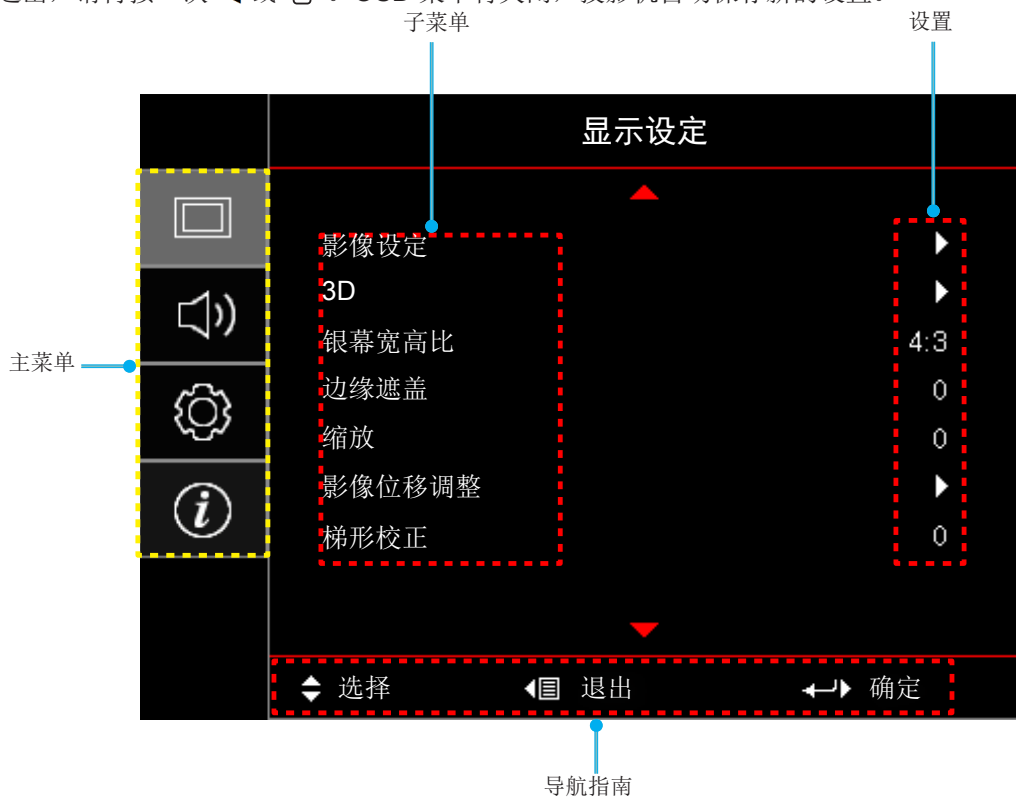 子菜单
设置
显示设定
影像设定
3D
银幕宽高比
4:3
边缘遮盖
0
缩放
0
影像位移调整
梯形校正
0
主菜单
选择
退出
确定
导航指南